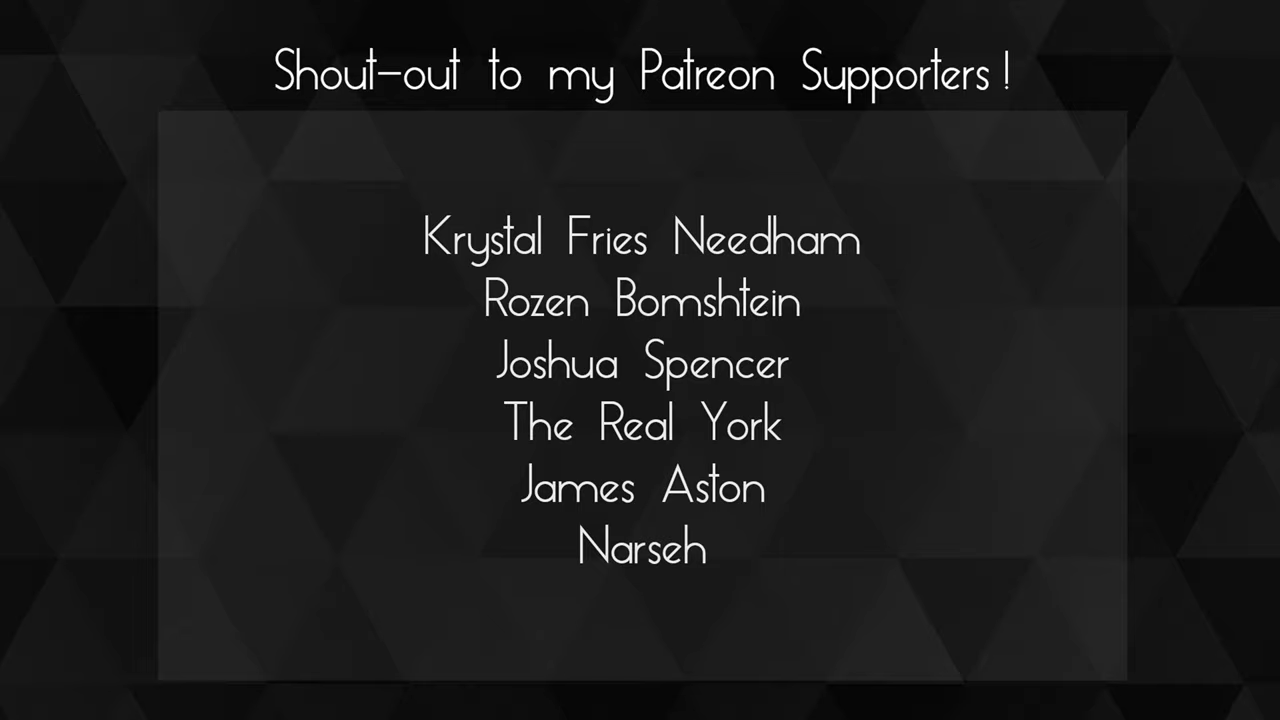 Shout-out to my Patreon Supporters!
Krystal Fries Needham
Rozen Bomshtein
Joshua Spencer
The Real York
James Aston
Narseh